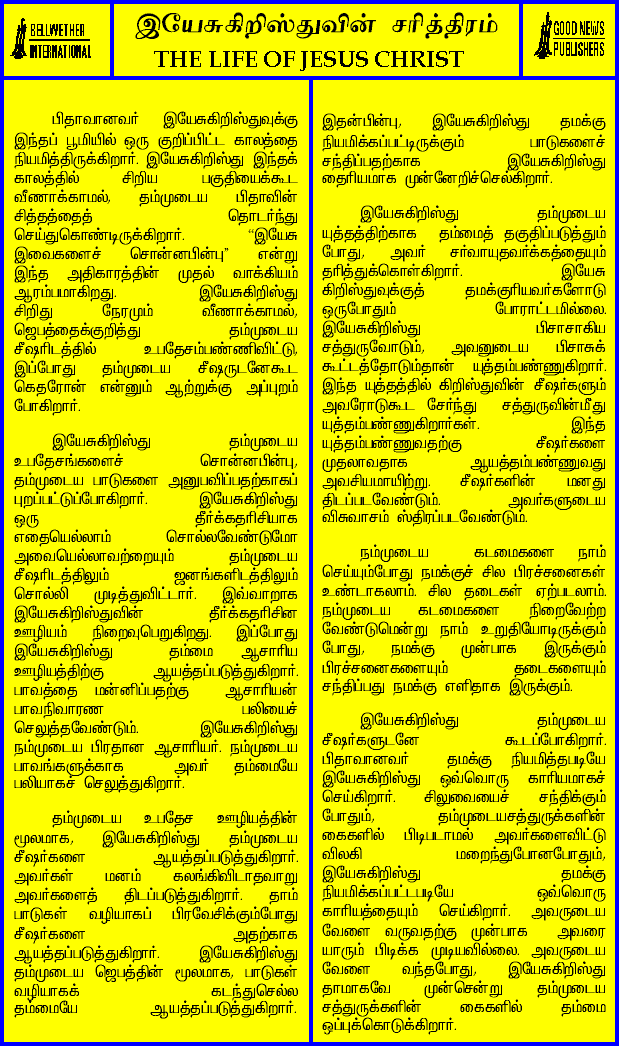 BELLWETHER
INTERNATIONAL
இயேசுகிறிஸ்துவின் சரித்திரம்
THE LIFE OF JESUS CHRIST
GOOD NEWS
PUBLISHERS
பிதாவானவர் இயேசுகிறிஸ்துவுக்கு
இந்தப் பூமியில் ஒரு குறிப்பிட்ட காலத்தை
நியமித்திருக்கிறார். இயேசுகிறிஸ்து இந்தக்
காலத்தில் சிறிய பகுதியைக்கூட
வீணாக்காமல், தம்முடைய பிதாவின்
சித்தத்தைத் தொடர்ந்து
செய்துகொண்டிருக்கிறார். “இயேசு
இவைகளைச் சொன்னபின்பு” என்று
இந்த அதிகாரத்தின் முதல் வாக்கியம்
ஆரம்பமாகிறது. இயேசுகிறிஸ்து
சிறிது நேரமும் வீணாக்காமல்,
ஜெபத்தைக்குறித்து தம்முடைய
சீஷரிடத்தில் உபதேசம்பண்ணிவிட்டு,
இப்போது தம்முடைய சீஷருடனேகூட
கெதரோன் என்னும் ஆற்றுக்கு அப்புறம்
போகிறார்.
இயேசுகிறிஸ்து தம்முடைய
உபதேசங்களைச் சொன்னபின்பு,
தம்முடைய பாடுகளை அனுபவிப்பதற்காகப்
புறப்பட்டுப்போகிறார். இயேசுகிறிஸ்து
ஒரு தீர்க்கதரிசியாக
எதையெல்லாம் சொல்லவேண்டுமோ
அவையெல்லாவற்றையும் தம்முடைய
சீஷரிடத்திலும் ஜனங்களிடத்திலும்
சொல்லி முடித்துவிட்டார். இவ்வாறாக
இயேசுகிறிஸ்துவின் தீர்க்கதரிசின
ஊழியம் நிறைவுபெறுகிறது. இப்போது
இயேசுகிறிஸ்து தம்மை ஆசாரிய
ஊழியத்திற்கு ஆயத்தப்படுத்துகிறார்.
பாவத்தை மன்னிப்பதற்கு ஆசாரியன்
பாவநிவாரண பலியைச்
செலுத்தவேண்டும். இயேசுகிறிஸ்து
நம்முடைய பிரதான ஆசாரியர். நம்முடைய
பாவங்களுக்காக அவர் தம்மையே
பலியாகச் செலுத்துகிறார்.
தம்முடைய உபதேச ஊழியத்தின்
மூலமாக, இயேசுகிறிஸ்து தம்முடைய
சீஷர்களை ஆயத்தப்படுத்துகிறார்.
அவர்கள் மனம் கலங்கிவிடாதவாறு
அவர்களைத் திடப்படுத்துகிறார். தாம்
பாடுகள் வழியாகப் பிரவேசிக்கும்போது
சீஷர்களை அதற்காக
ஆயத்தப்படுத்துகிறார். இயேசுகிறிஸ்து
தம்முடைய ஜெபத்தின் மூலமாக, பாடுகள்
வழியாகக் கடந்துசெல்ல
தம்மையே ஆயத்தப்படுத்துகிறார்.
இதன்பின்பு, இயேசுகிறிஸ்து தமக்கு
நியமிக்கப்பட்டிருக்கும் பாடுகளைச்
சந்திப்பதற்காக இயேசுகிறிஸ்து
தைரியமாக முன்னேறிச்செல்கிறார்.
இயேசுகிறிஸ்து தம்முடைய
யுத்தத்திற்காக தம்மைத் தகுதிப்படுத்தும்
போது, அவர் சர்வாயுதவர்க்கத்தையும்
தரித்துக்கொள்கிறார். இயேசு
கிறிஸ்துவுக்குத் தமக்குரியவர்களோடு
ஒருபோதும் போராட்டமில்லை.
இயேசுகிறிஸ்து பிசாசாகிய
சத்துருவோடும், அவனுடைய பிசாசுக்
கூட்டத்தோடும்தான் யுத்தம்பண்ணுகிறார்.
இந்த யுத்தத்தில் கிறிஸ்துவின் சீஷர்களும்
அவரோடுகூட சேர்ந்து சத்துருவின்மீது
யுத்தம்பண்ணுகிறார்கள். இந்த
யுத்தம்பண்ணுவதற்கு சீஷர்களை
முதலாவதாக ஆயத்தம்பண்ணுவது
அவசியமாயிற்று. சீஷர்களின் மனது
திடப்படவேண்டும். அவர்களுடைய
விசுவாசம் ஸ்திரப்படவேண்டும்.
நம்முடைய கடமைகளை நாம்
செய்யும்போது நமக்குச் சில பிரச்சனைகள்
உண்டாகலாம். சில தடைகள் ஏற்படலாம்.
நம்முடைய கடமைகளை நிறைவேற்ற
வேண்டுமென்று நாம் உறுதியோடிருக்கும்
போது, நமக்கு முன்பாக இருக்கும்
பிரச்சனைகளையும் தடைகளையும்
சந்திப்பது நமக்கு எளிதாக இருக்கும்.
இயேசுகிறிஸ்து தம்முடைய
சீஷர்களுடனே கூடப்போகிறார்.
பிதாவானவர் தமக்கு நியமித்தபடியே
இயேசுகிறிஸ்து ஒவ்வொரு காரியமாகச்
செய்கிறார். சிலுவையைச் சந்திக்கும்
போதும், தம்முடையசத்துருக்களின்
கைகளில் பிடிபடாமல் அவர்களைவிட்டு
விலகி மறைந்துபோனபோதும்,
இயேசுகிறிஸ்து தமக்கு
நியமிக்கப்பட்டபடியே ஒவ்வொரு
காரியத்தையும் செய்கிறார். அவருடைய
வேளை வருவதற்கு முன்பாக அவரை
யாரும் பிடிக்க முடியவில்லை. அவருடைய
வேளை வந்தபோது, இயேசுகிறிஸ்து
தாமாகவே முன்சென்று தம்முடைய
சத்துருக்களின் கைகளில் தம்மை
ஒப்புக்கொடுக்கிறார்.